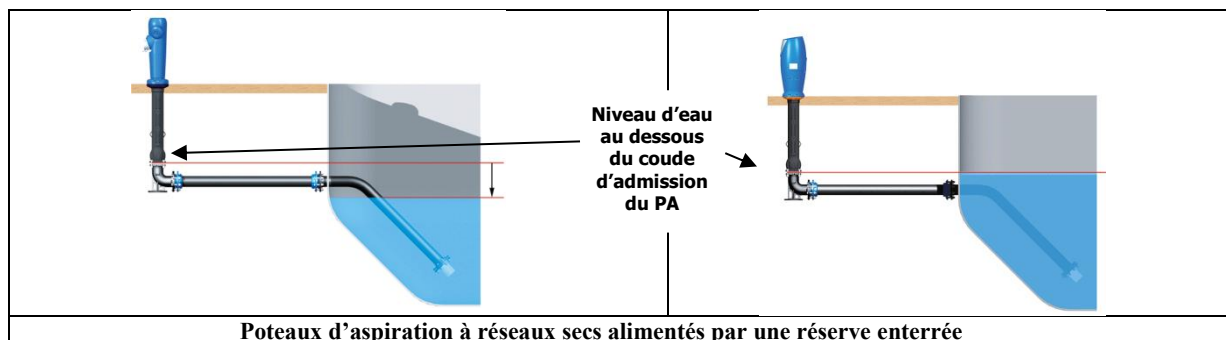 Niveau d’eau
au dessous
du coude
d’admission
du PA
Poteaux d’aspiration à réseaux secs alimentés par une réserve enterrée